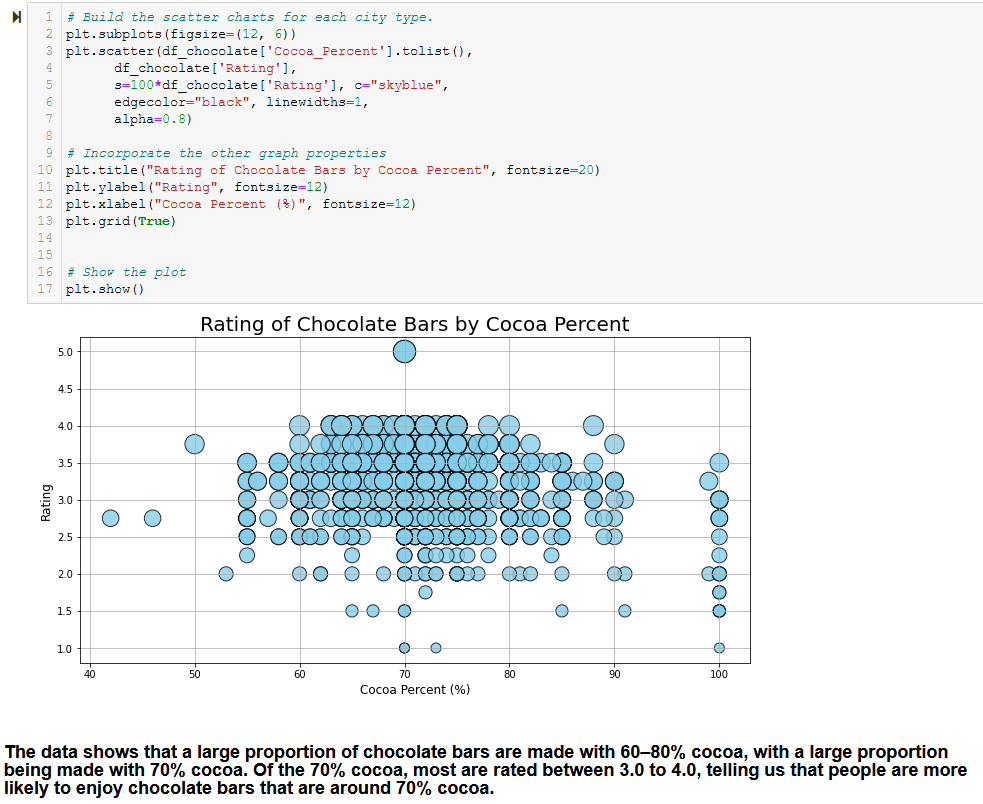 1 # Build the scatter charts for each city type.
2 plt.subplots(figsize=(12, 6))
3 plt.scatter(df_chocolate['Cocoa_Percent'].tolist(),
4 df_chocolate['Rating'],
5 s=100*df_chocolate['Rating'], c="skyblue",
6 edgecolor="black", linewidths=1,
7 alpha=0.8)
8
9 # Incorporate the other graph properties
10 plt.title("Rating of Chocolate Bars by Cocoa Percent", fontsize=20)
11 plt.ylabel("Rating", fontsize=12)
12 plt.xlabel("Cocoa Percent (%)", fontsize=12)
13 plt.grid(True)
14
15
16 # Show the plot
17 plt.show()
Rating of Chocolate Bars by Cocoa Percent
5.0
4.5
4.0
3.5
3.0
2.5
2.0
1.5
1.0
Rating
40 50 60 70 80 90 100
Cocoa Percent (%)
The data shows that a large proportion of chocolate bars are made with 60–80% cocoa, with a large proportion
being made with 70% cocoa. Of the 70% cocoa, most are rated between 3.0 to 4.0, telling us that people are more
likely to enjoy chocolate bars that are around 70% cocoa.